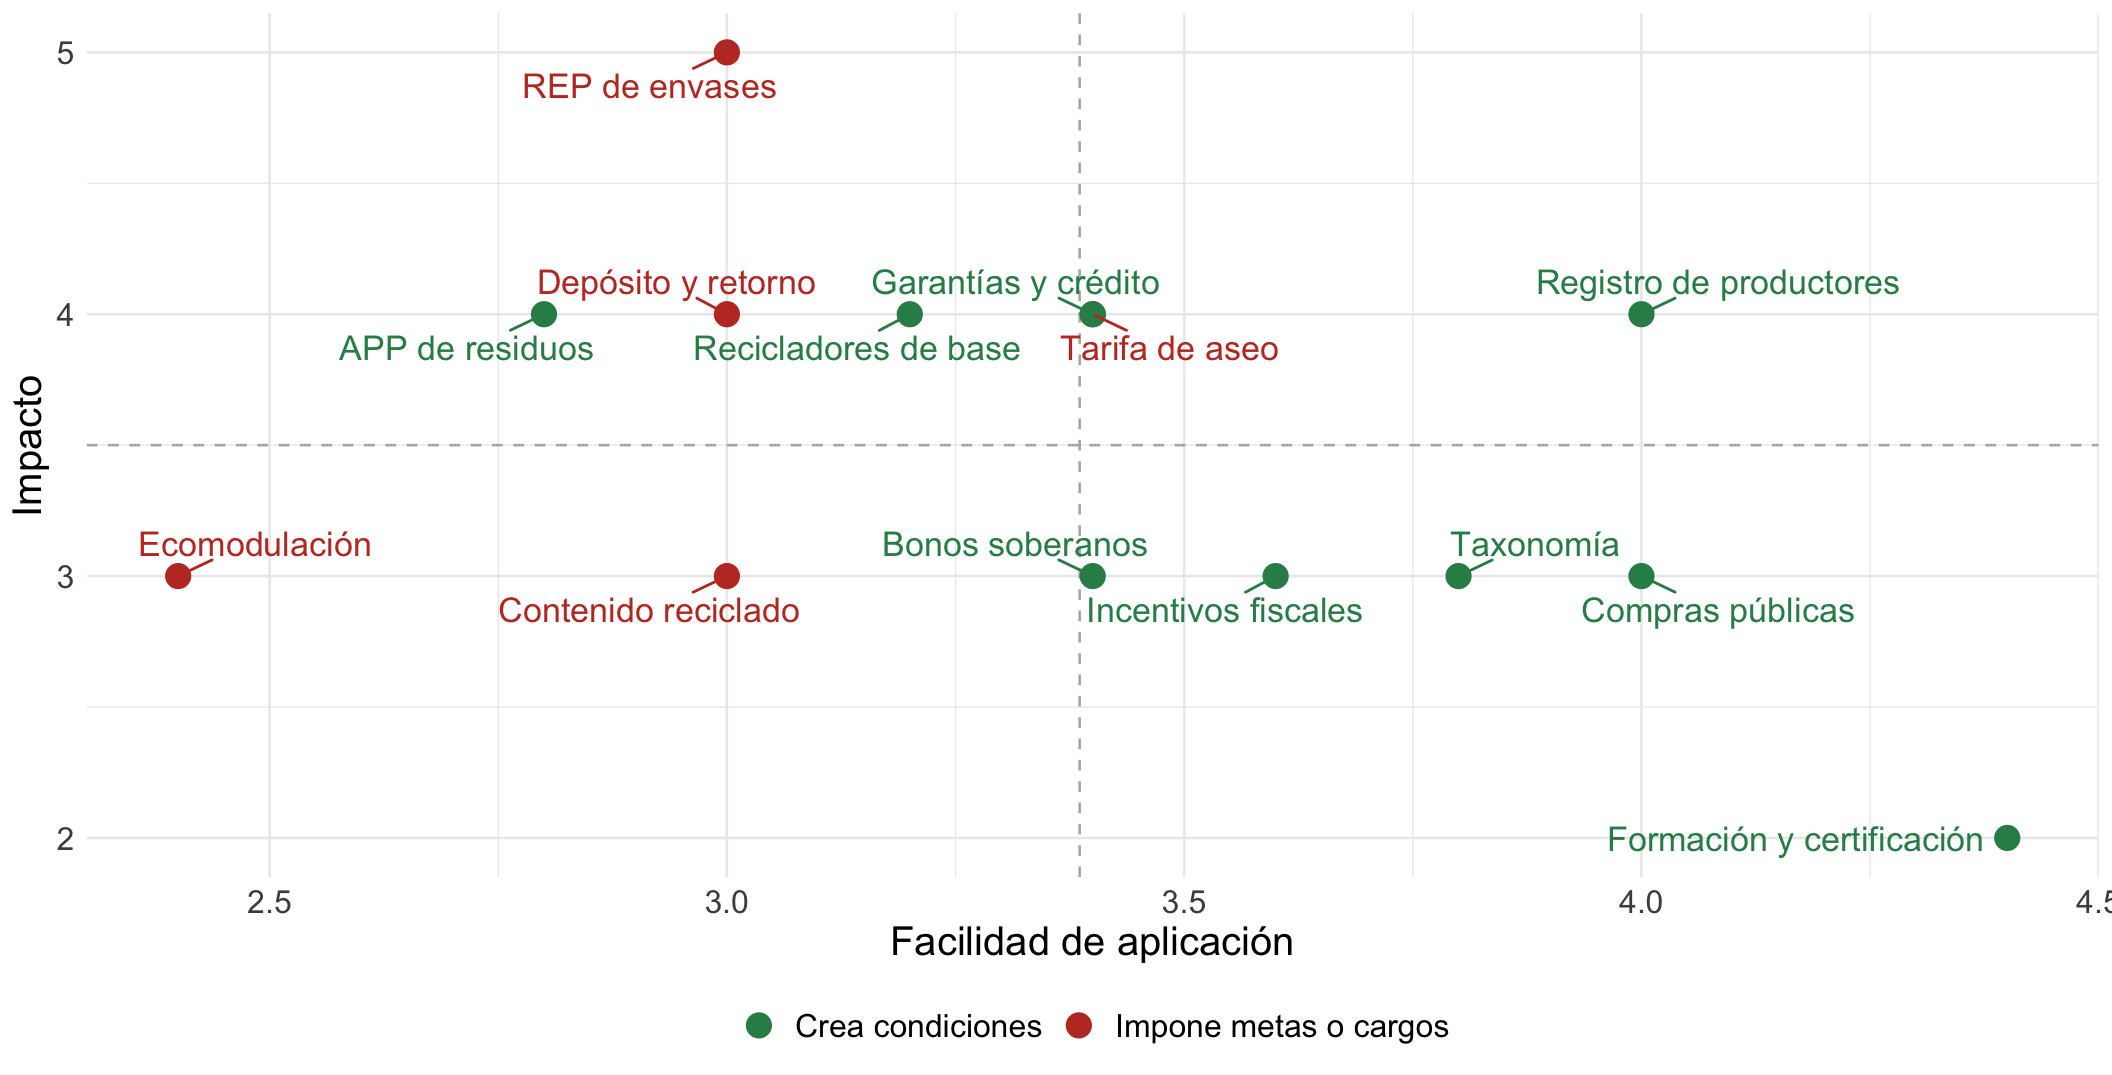 5
REP de envases
Depósito y retorno
Garantías y crédito
Registro de productores
4
APP de residuos
Recicladores de base
Tarifa de aseo
Impacto
Ecomodulación
Bonos soberanos
Taxonomía
3
Contenido reciclado
Incentivos fiscales
Compras públicas
2
Formación y certificación
2.5
3.0
3.5
4.0
4.5
Facilidad de aplicación
Crea condiciones
Impone metas o cargos